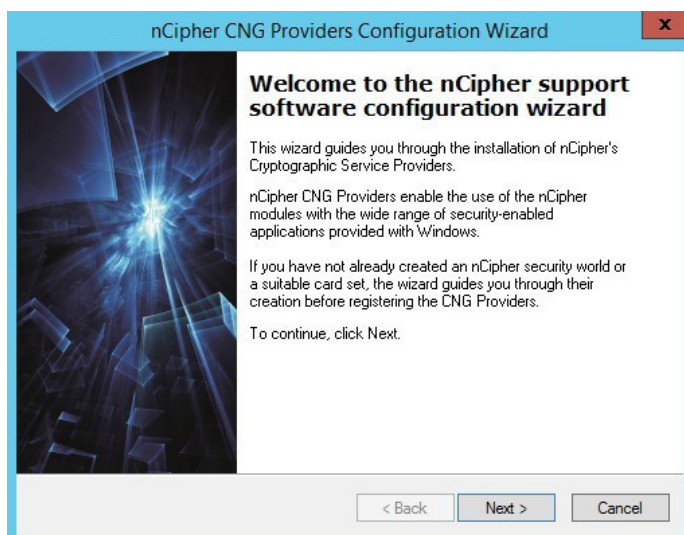 nCipher CNG Providers Configuration Wizard
x
Welcome to the nCipher support
software configuration wizard
This wizard guides you through the installation of nCipher's
Cryptographic Service Providers.
nCipher CNG Providers enable the use of the nCipher
modules with the wide range of security-enabled
applications provided with Windows.
If you have not already created an nCipher security world or
a suitable card set, the wizard guides you through their
creation before registering the CNG Providers.
To continue, click Next.
< Back Next > Cancel